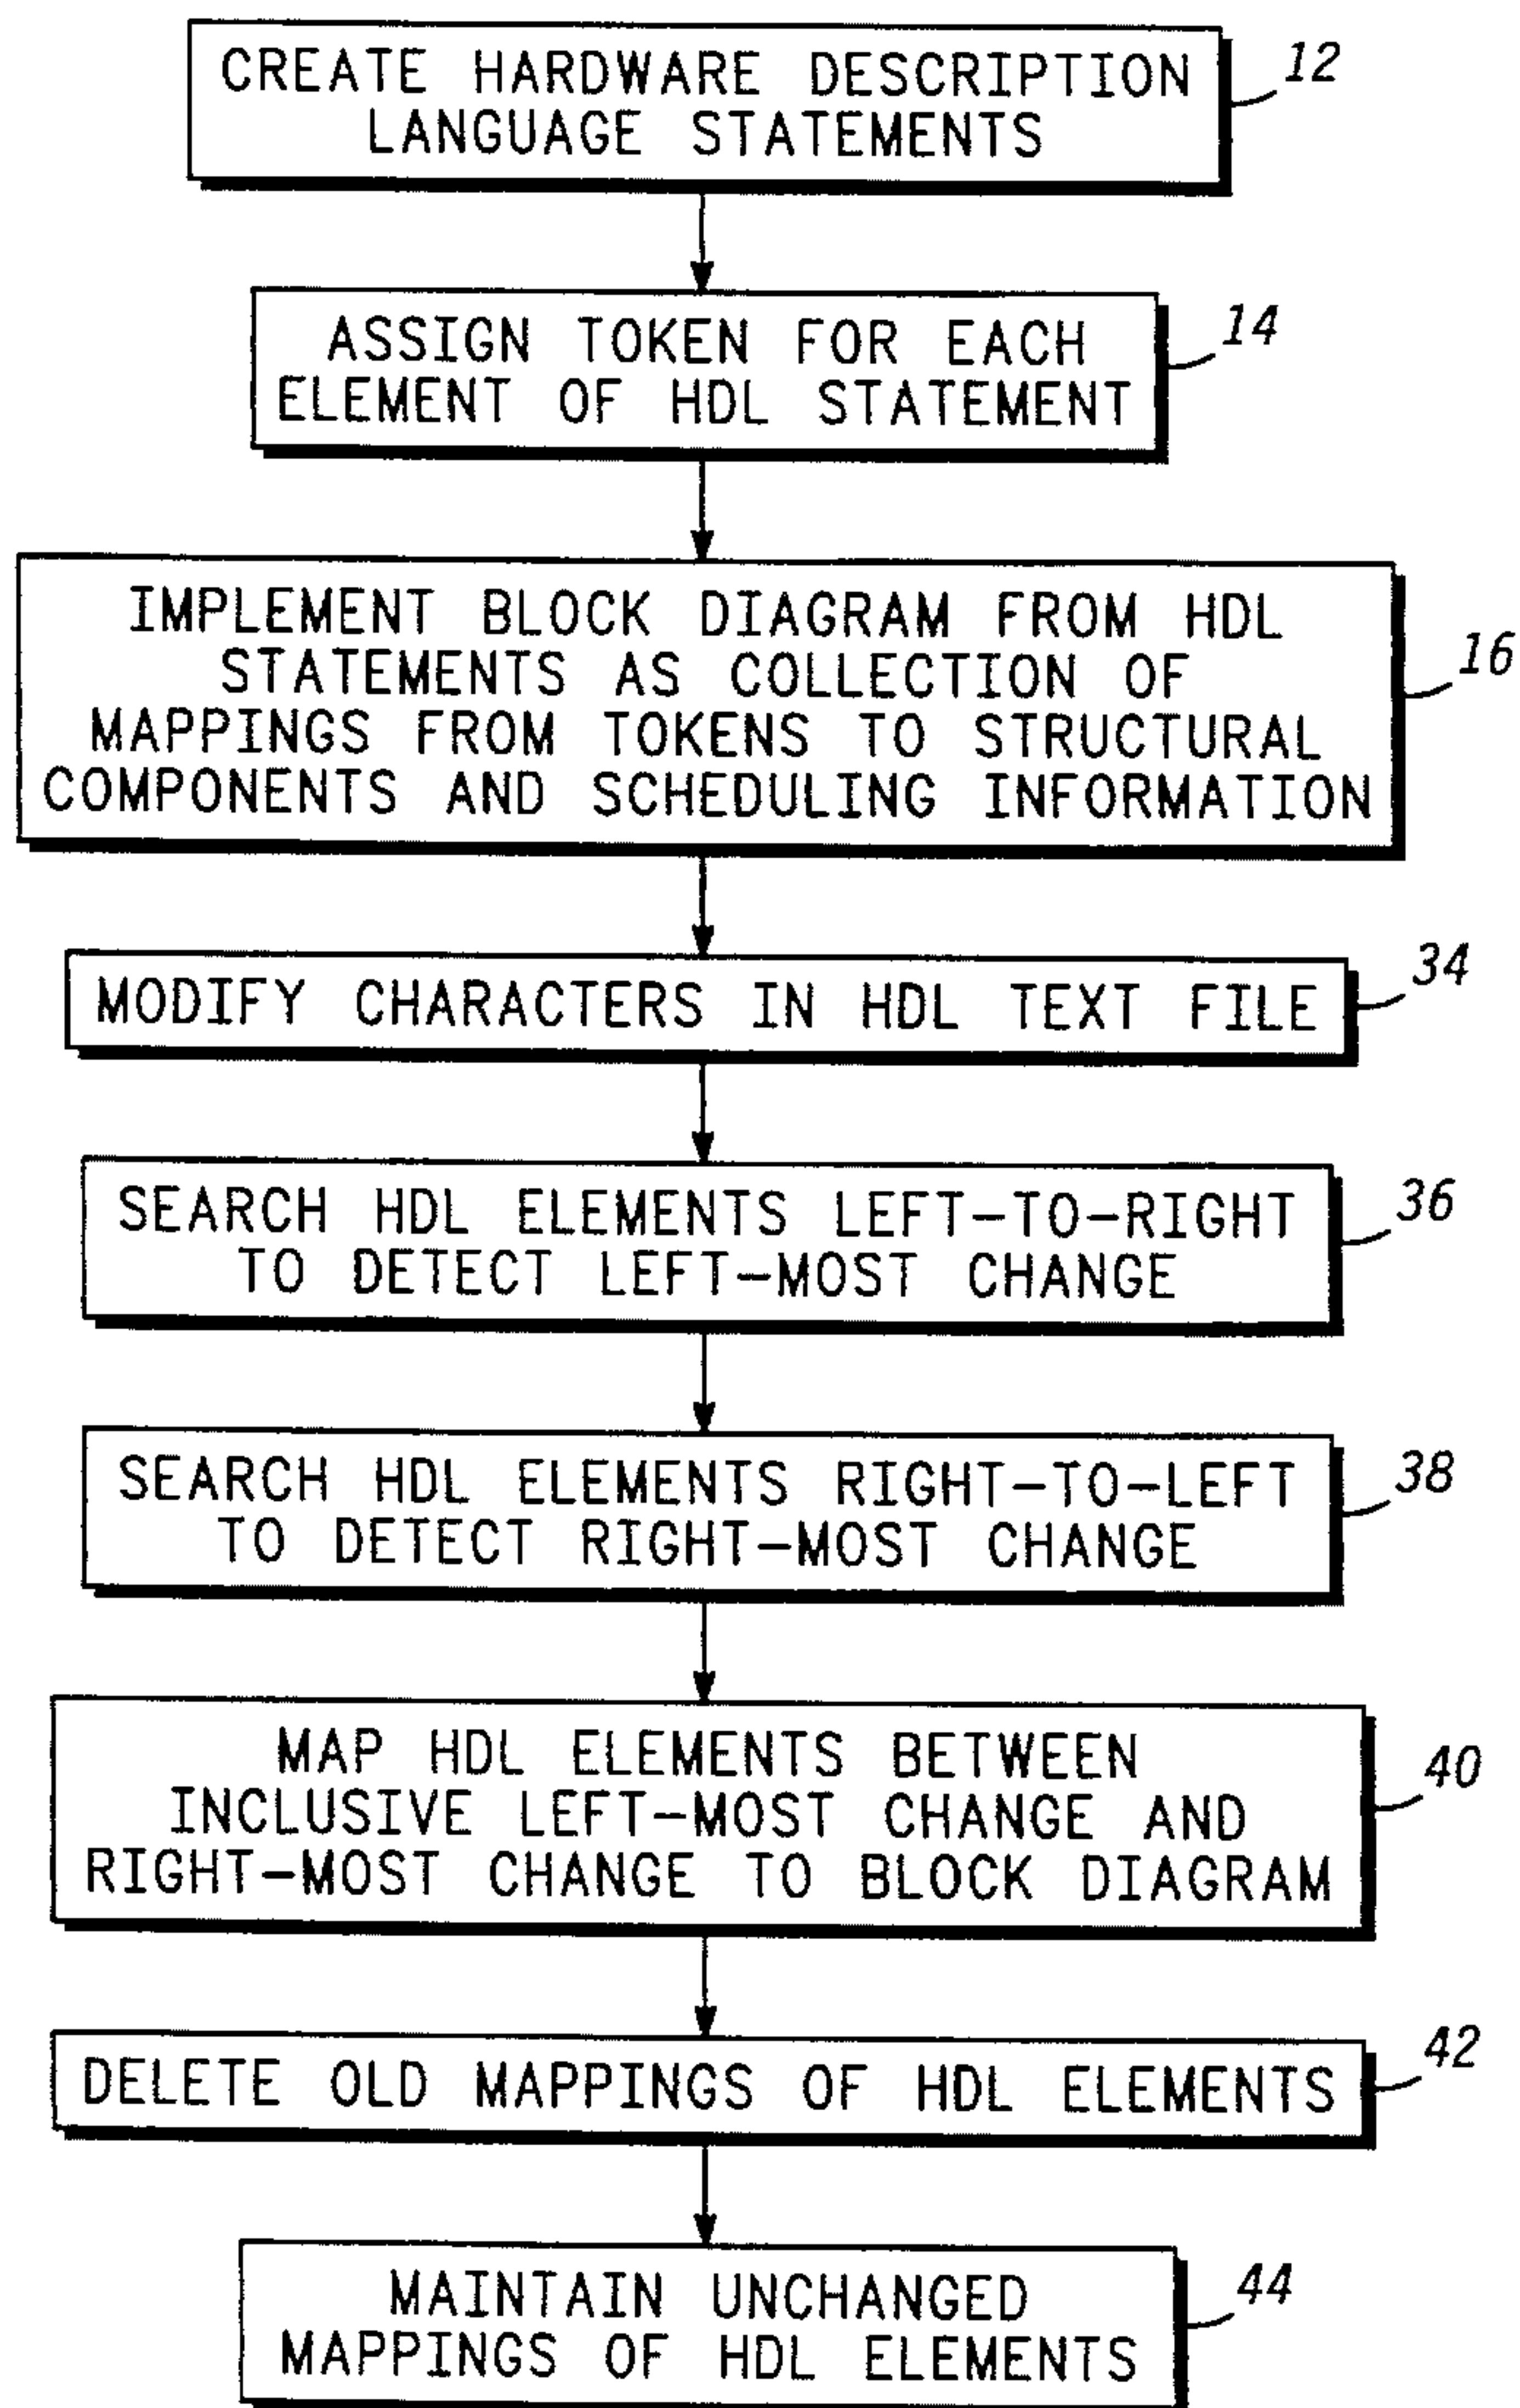 CREATE HARDWARE DESCRIPTION
LANGUAGE STATEMENTS
12
ASSIGN TOKEN FOR EACH
ELEMENT OF HDL STATEMENT
14
IMPLEMENT BLOCK DIAGRAM FROM HDL
STATEMENTS AS COLLECTION OF
MAPPINGS FROM TOKENS TO STRUCTURAL
COMPONENTS AND SCHEDULING INFORMATION
16
MODIFY CHARACTERS IN HDL TEXT FILE
34
SEARCH HDL ELEMENTS LEFT-TO-RIGHT
TO DETECT LEFT-MOST CHANGE
36
SEARCH HDL ELEMENTS RIGHT-TO-LEFT
TO DETECT RIGHT-MOST CHANGE
38
MAP HDL ELEMENTS BETWEEN
INCLUSIVE LEFT-MOST CHANGE AND
RIGHT-MOST CHANGE TO BLOCK DIAGRAM
40
DELETE OLD MAPPINGS OF HDL ELEMENTS
42
MAINTAIN UNCHANGED
MAPPINGS OF HDL ELEMENTS
44